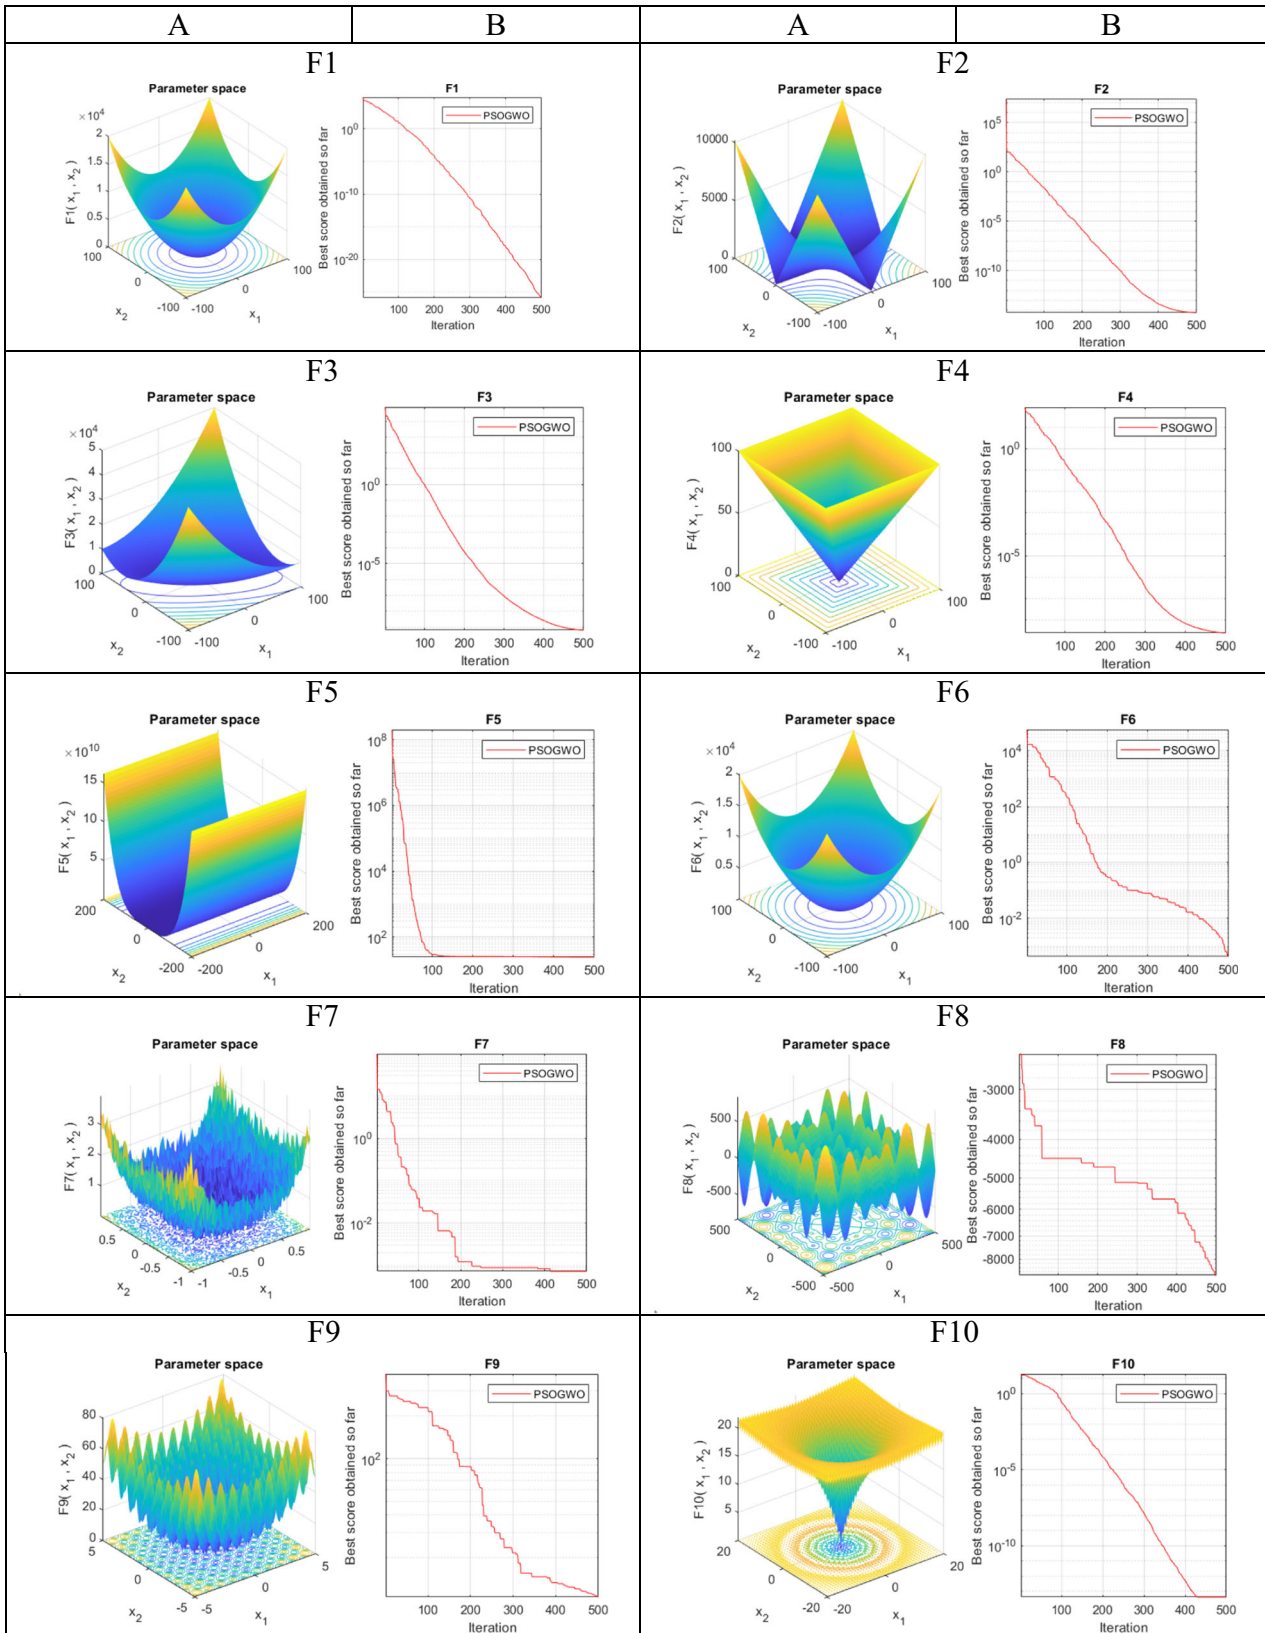 A B A B
F1 F2
Parameter space
×10⁴
2
1.5
1
0.5
0
F1( x₁ , x₂ )
100
0
-100
x₂
-100
0
100
x₁
F1
PSOGWO
Best score obtained so far
10⁰
10⁻¹⁰
10⁻²⁰
100 200 300 400 500
Iteration
Parameter space
10000
5000
0
F2( x₁ , x₂ )
100
0
-100
x₂
-100
0
100
x₁
F2
PSOGWO
Best score obtained so far
10⁵
10⁰
10⁻⁵
10⁻¹⁰
100 200 300 400 500
Iteration
F3 F4
Parameter space
×10⁴
5
4
3
2
1
0
F3( x₁ , x₂ )
100
0
-100
x₂
-100
0
100
x₁
F3
PSOGWO
Best score obtained so far
10⁰
10⁻⁵
100 200 300 400 500
Iteration
Parameter space
100
50
0
F4( x₁ , x₂ )
100
0
-100
x₂
-100
0
100
x₁
F4
PSOGWO
Best score obtained so far
10⁰
10⁻⁵
100 200 300 400 500
Iteration
F5 F6
Parameter space
×10¹⁰
15
10
5
F5( x₁ , x₂ )
200
0
-200
x₂
-200
0
200
x₁
F5
PSOGWO
Best score obtained so far
10⁸
10⁶
10⁴
10²
100 200 300 400 500
Iteration
Parameter space
×10⁴
2
1.5
1
0.5
0
F6( x₁ , x₂ )
100
0
-100
x₂
-100
0
100
x₁
F6
PSOGWO
Best score obtained so far
10⁴
10²
10⁰
10⁻²
100 200 300 400 500
Iteration
F7 F8
Parameter space
3
2
1
F7( x₁ , x₂ )
0.5
0
-0.5
-1
x₂
-1
-0.5
0
0.5
x₁
F7
PSOGWO
Best score obtained so far
10⁰
10⁻²
100 200 300 400 500
Iteration
Parameter space
500
0
-500
F8( x₁ , x₂ )
500
0
-500
x₂
-500
0
500
x₁
F8
PSOGWO
Best score obtained so far
-3000
-4000
-5000
-6000
-7000
-8000
100 200 300 400 500
Iteration
F9 F10
Parameter space
80
60
40
20
0
F9( x₁ , x₂ )
5
0
-5
x₂
-5
0
5
x₁
F9
PSOGWO
Best score obtained so far
10²
100 200 300 400 500
Iteration
Parameter space
20
15
10
5
F10( x₁ , x₂ )
20
0
-20
x₂
-20
0
20
x₁
F10
PSOGWO
Best score obtained so far
10⁰
10⁻⁵
10⁻¹⁰
100 200 300 400 500
Iteration